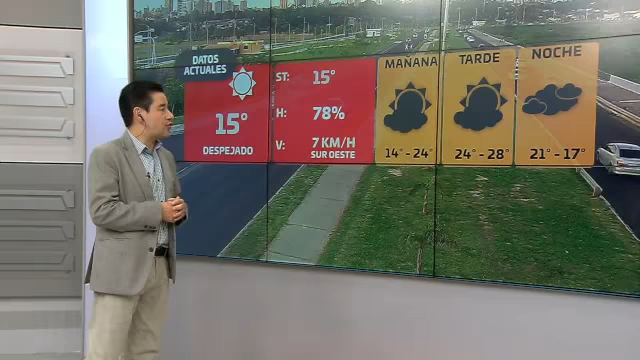 DATOS
ACTUALES
15°
DESPEJADO
ST: 15°
H: 78%
V: 7 KM/H
SUR OESTE
MAÑANA
14° - 24°
TARDE
24° - 28°
NOCHE
21° - 17°